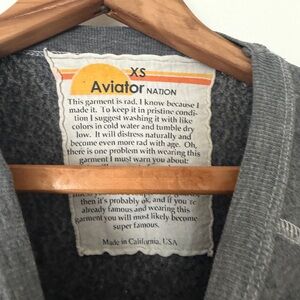 XS
Aviator NATION
This garment is rad. I know because I
made it. To keep it in pristine condi-
tion I suggest washing it with like
colors in cold water and tumble dry
low. It will distress naturally and
become even more rad with age. Oh,
there is one problem with wearing this
garment I must warn you about:
then it's probably ok, and if you're
already famous and wearing this
garment you will most likely become
super famous.
Made in California, USA